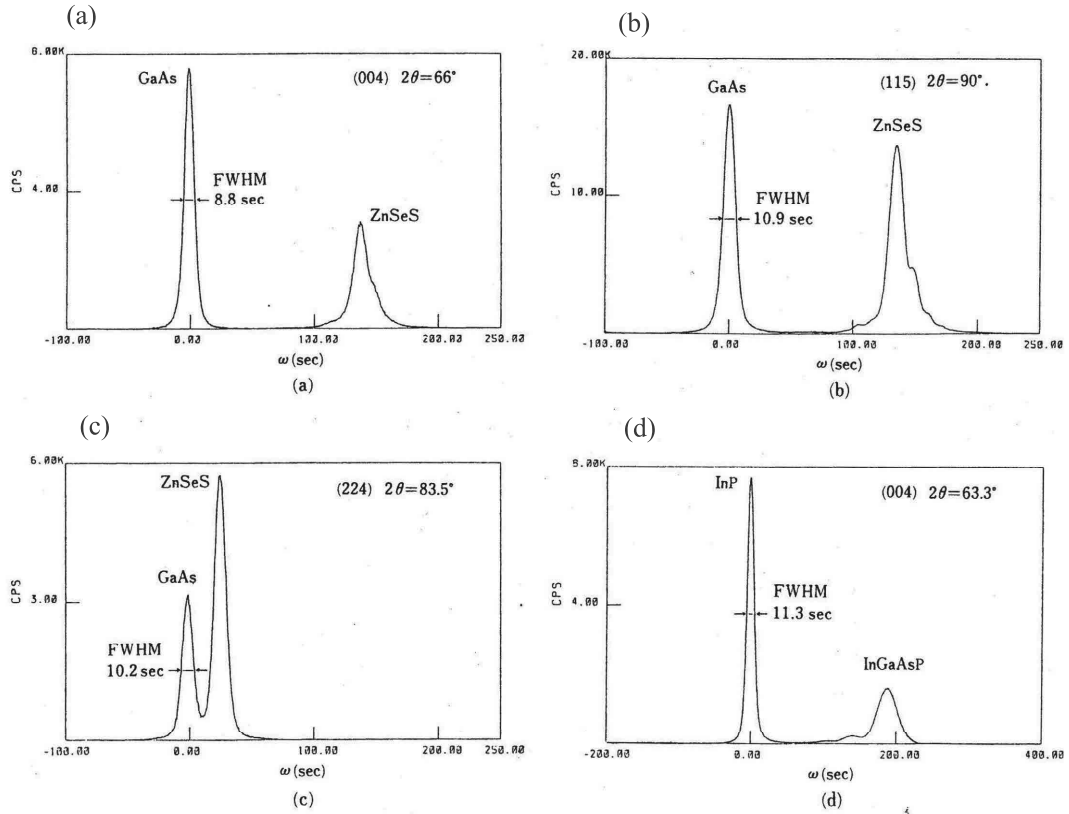 (a)
6.00K
GaAs
(004) 2θ=66°
CPS
4.00
FWHM
8.8 sec
ZnSeS
-100.00
0.00
100.00
200.00
250.00
ω(sec)
(a)
(b)
20.00K
GaAs
(115) 2θ=90°.
ZnSeS
CPS
10.00
FWHM
10.9 sec
-100.00
0.00
100.00
200.00
250.00
ω(sec)
(b)
(c)
6.00K
ZnSeS
(224) 2θ=83.5°
GaAs
CPS
3.00
FWHM
10.2 sec
-100.00
0.00
100.00
200.00
250.00
ω(sec)
(c)
(d)
8.00K
InP
(004) 2θ=63.3°
CPS
4.00
FWHM
11.3 sec
InGaAsP
-200.00
0.00
200.00
400.00
ω(sec)
(d)